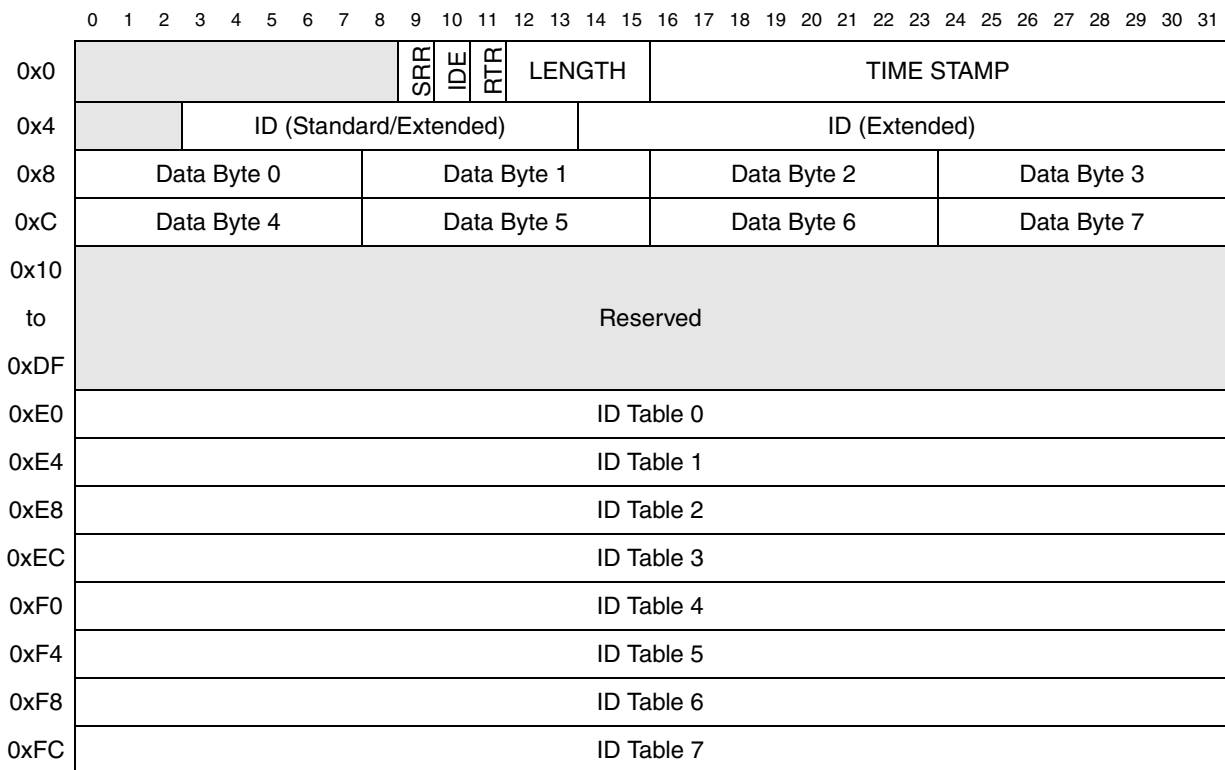 0 1 2 3 4 5 6 7 8 9 10 11 12 13 14 15 16 17 18 19 20 21 22 23 24 25 26 27 28 29 30 31
0x0 SRR IDE RTR LENGTH TIME STAMP
0x4 ID (Standard/Extended) ID (Extended)
0x8 Data Byte 0 Data Byte 1 Data Byte 2 Data Byte 3
0xC Data Byte 4 Data Byte 5 Data Byte 6 Data Byte 7
0x10
to Reserved
0xDF
0xE0 ID Table 0
0xE4 ID Table 1
0xE8 ID Table 2
0xEC ID Table 3
0xF0 ID Table 4
0xF4 ID Table 5
0xF8 ID Table 6
0xFC ID Table 7